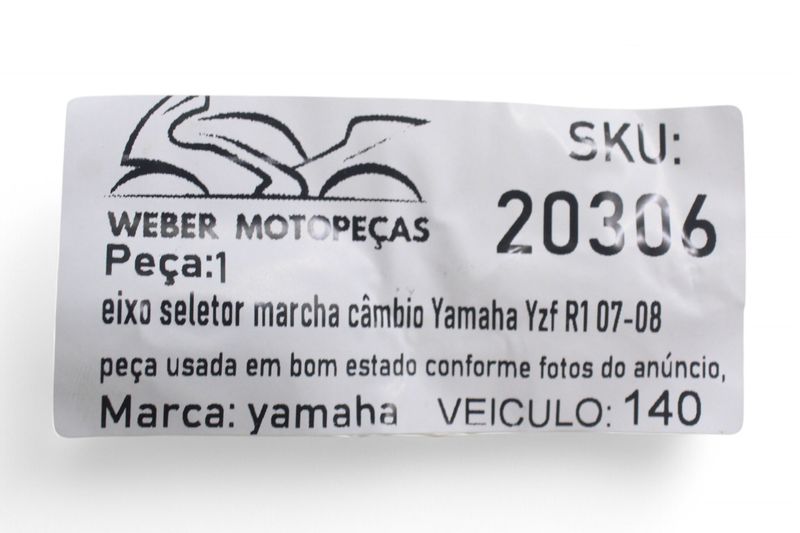 WEBER MOTOPEÇAS
SKU:
20306
Peça:1
eixo seletor marcha câmbio Yamaha Yzf R1 07-08
peça usada em bom estado conforme fotos do anúncio,
Marca: yamaha VEICULO: 140